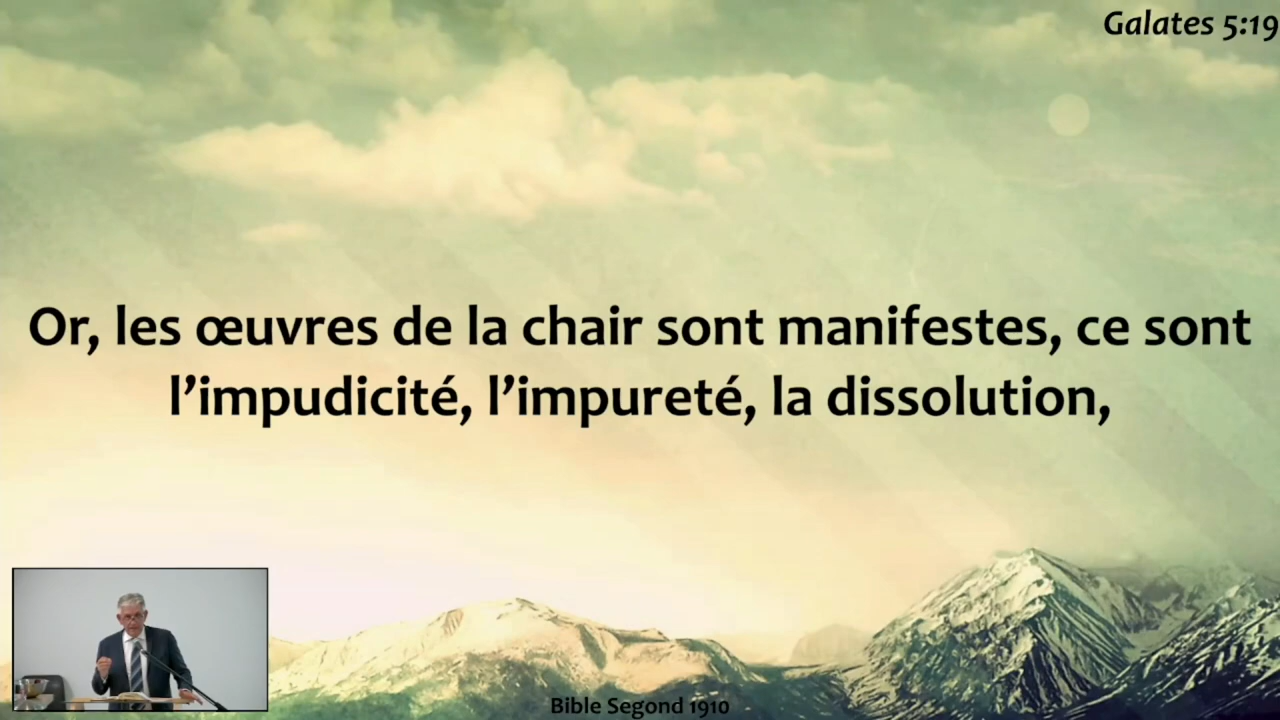 Galates 5:19
Or, les œuvres de la chair sont manifestes, ce sont
l’impudicité, l’impureté, la dissolution,
Bible Segond 1910